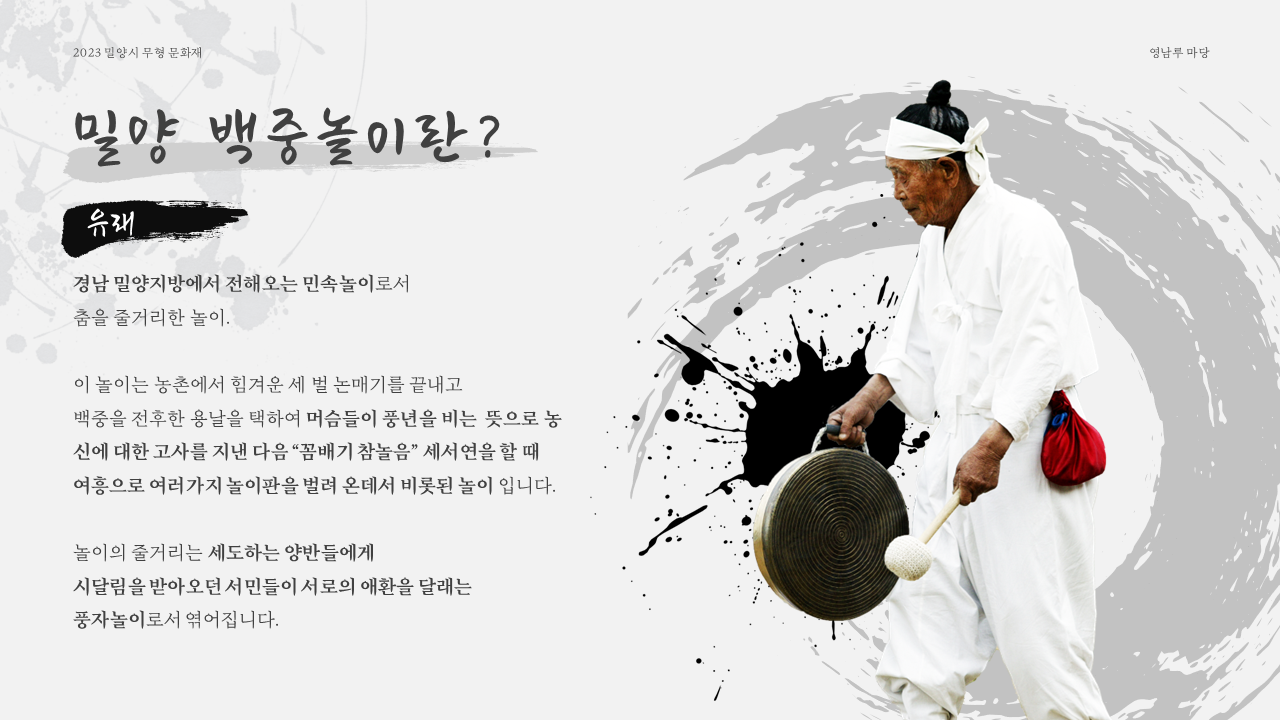 2023 밀양시 무형 문화재
영남루 마당
밀양 백중놀이란?
유래
경남 밀양지방에서 전해오는 민속놀이로서
춤을 줄거리한 놀이.
이 놀이는 농촌에서 힘겨운 세 벌 논매기를 끝내고
백중을 전후한 용날을 택하여 머슴들이 풍년을 비는 뜻으로 농
신에 대한 고사를 지낸 다음 “꼼배기 참놀음” 세서연을 할 때
여흥으로 여러가지 놀이판을 벌려 온데서 비롯된 놀이 입니다.
놀이의 줄거리는 세도하는 양반들에게
시달림을 받아오던 서민들이 서로의 애환을 달래는
풍자놀이로서 엮어집니다.